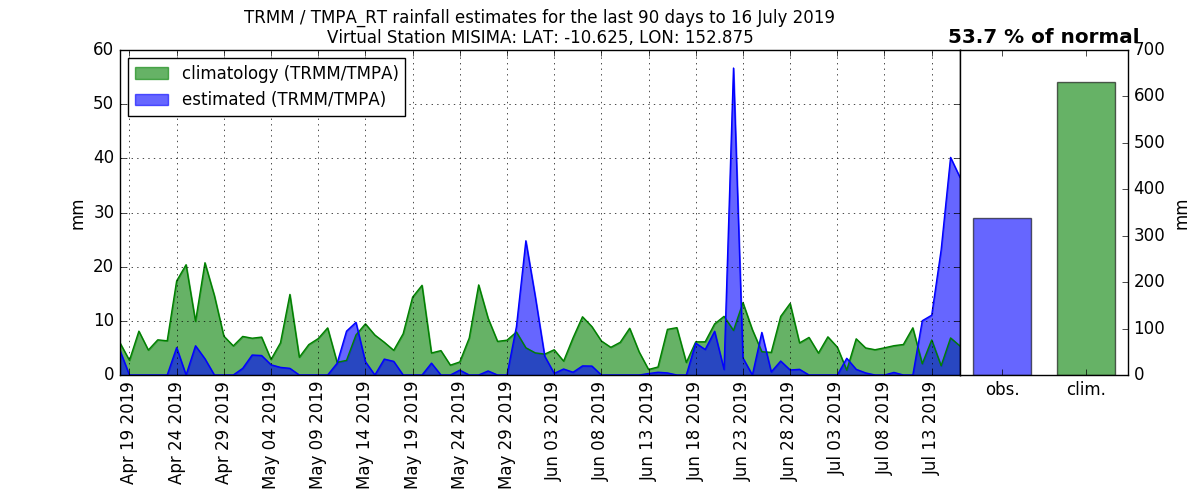 TRMM / TMPA_RT rainfall estimates for the last 90 days to 16 July 2019
Virtual Station MISIMA: LAT: -10.625, LON: 152.875
53.7 % of normal
climatology (TRMM/TMPA)
estimated (TRMM/TMPA)
mm
60
50
40
30
20
10
0
Apr 19 2019
Apr 24 2019
Apr 29 2019
May 04 2019
May 09 2019
May 14 2019
May 19 2019
May 24 2019
May 29 2019
Jun 03 2019
Jun 08 2019
Jun 13 2019
Jun 18 2019
Jun 23 2019
Jun 28 2019
Jul 03 2019
Jul 08 2019
Jul 13 2019
obs.
clim.
700
600
500
400
300
200
100
0
mm